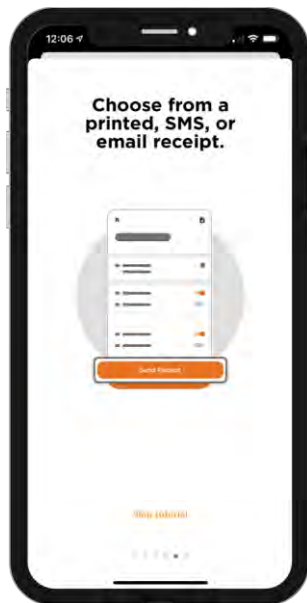 12:06
Choose from a
printed, SMS, or
email receipt.
Send Receipt
Skip tutorial